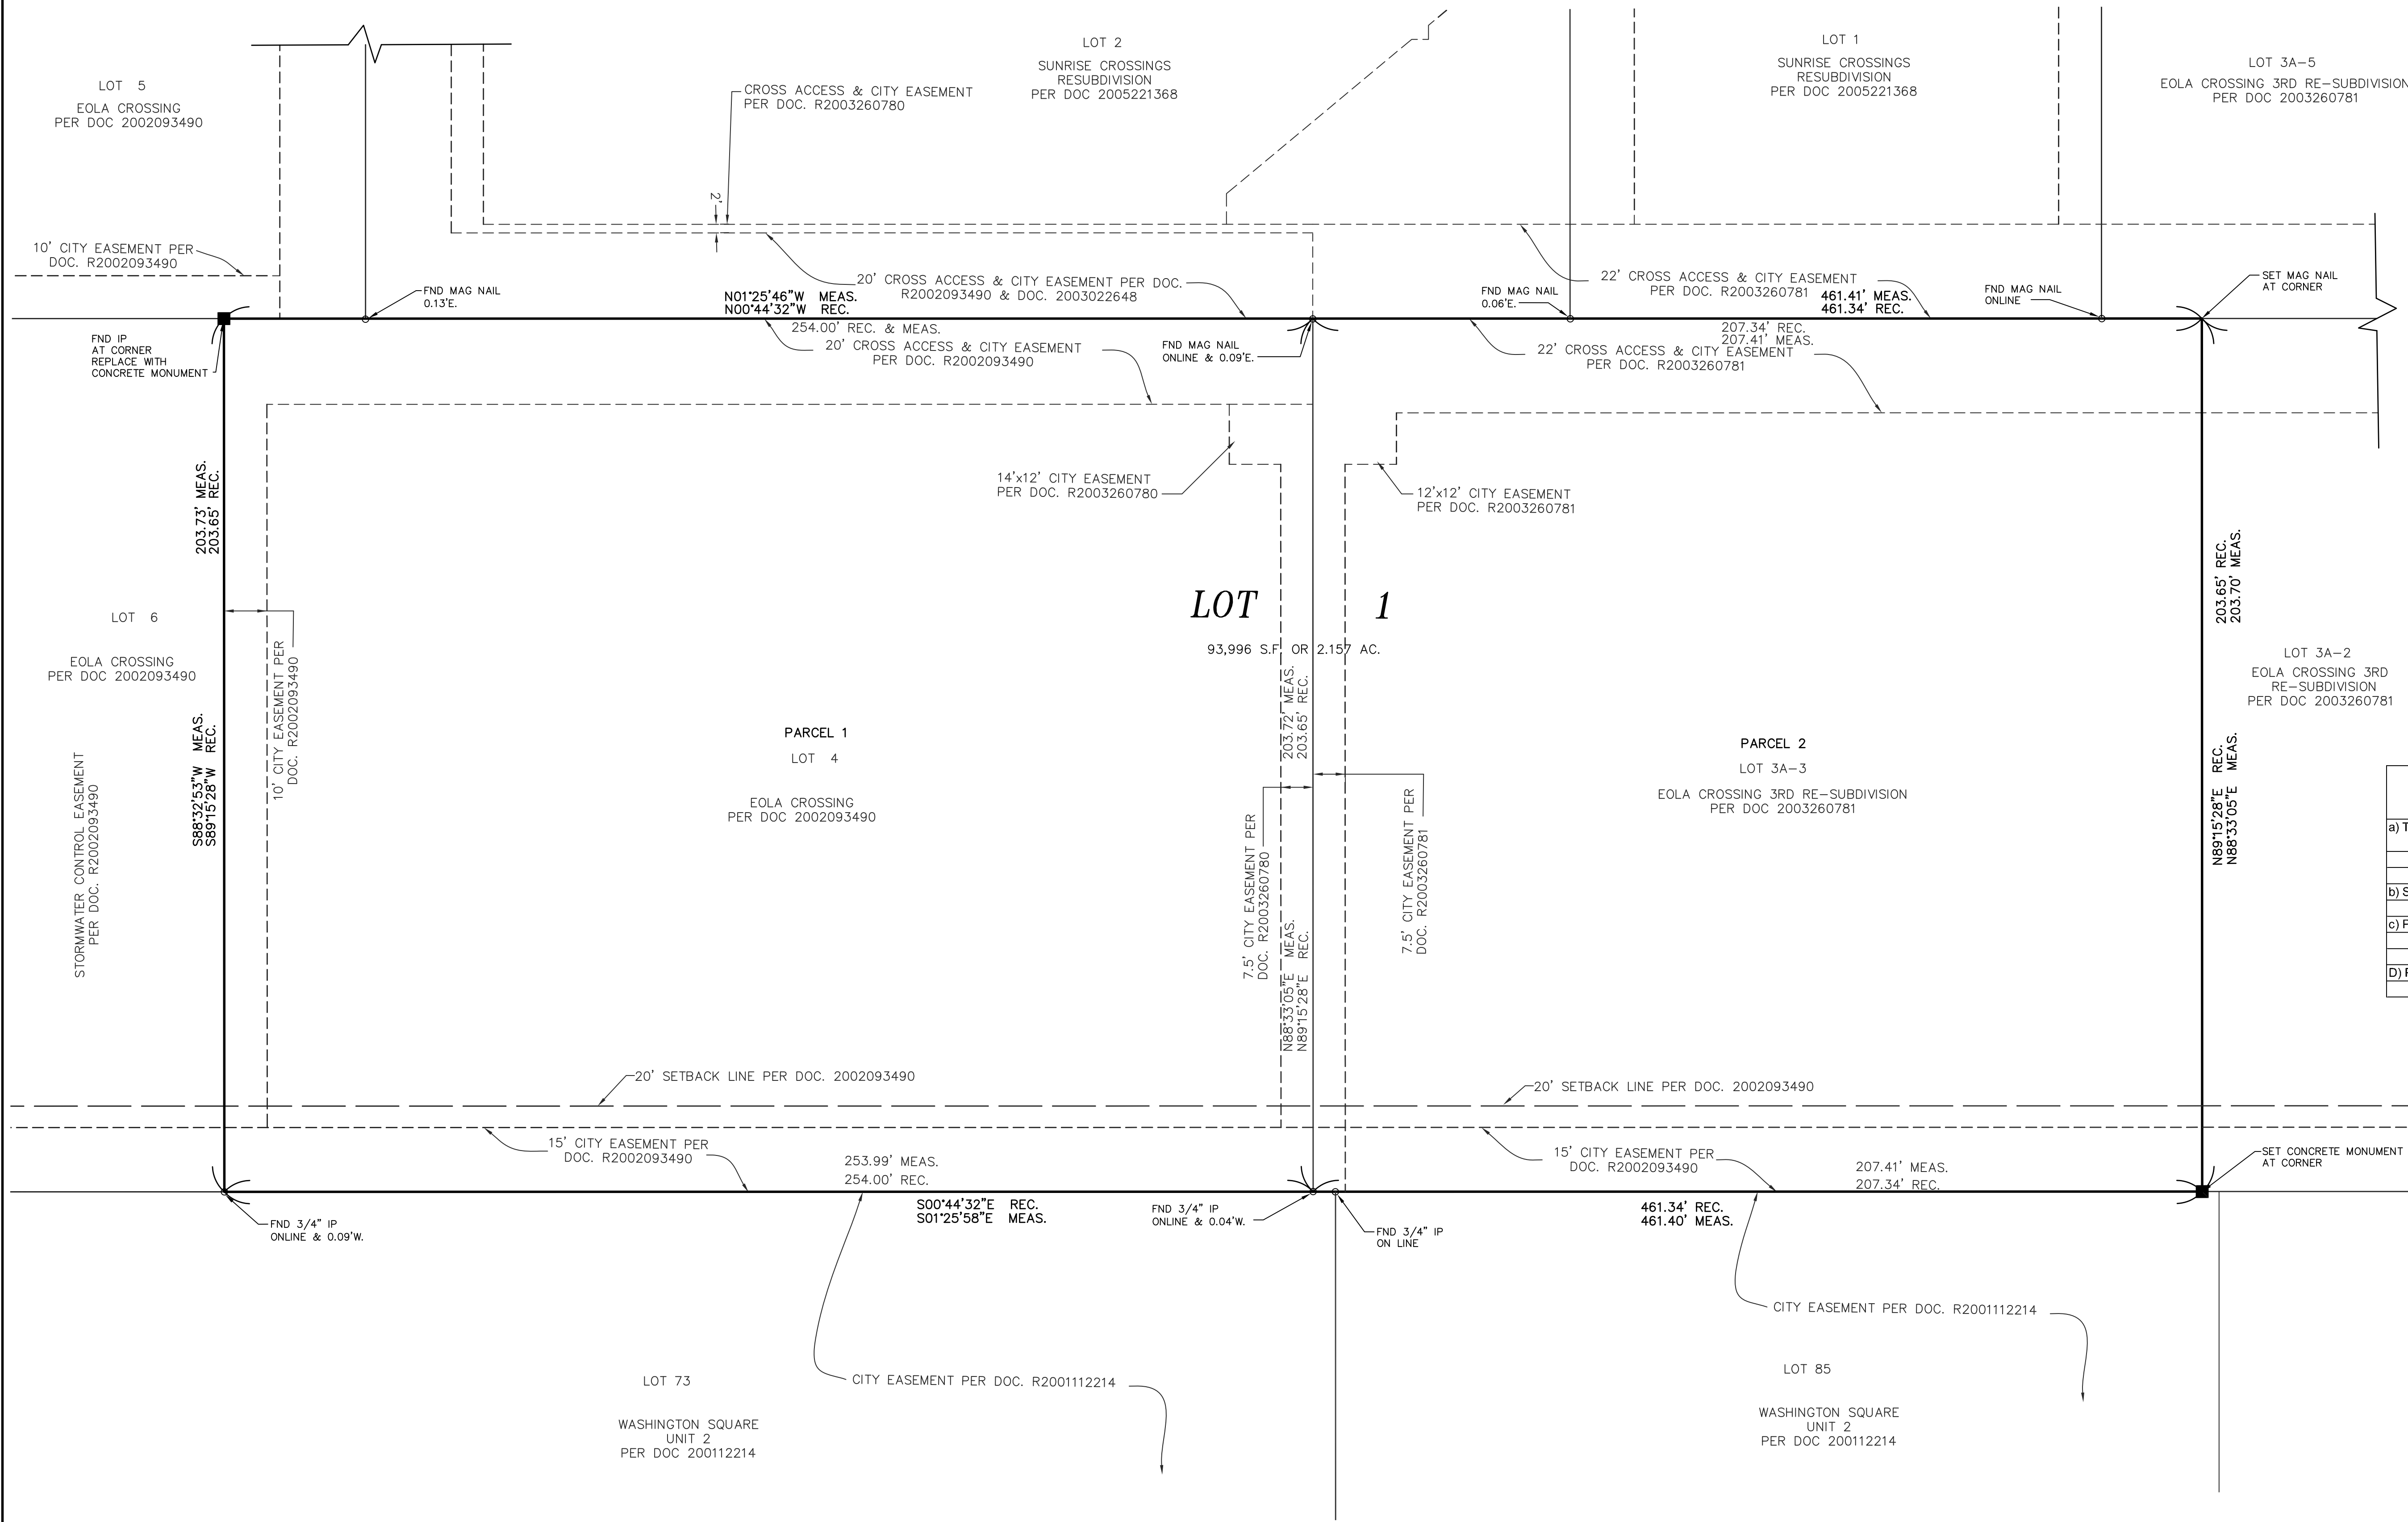 LOT 5
EOLA CROSSING
PER DOC 2002093490
LOT 2
SUNRISE CROSSINGS
RESUBDIVISION
PER DOC 2005221368
LOT 1
SUNRISE CROSSINGS
RESUBDIVISION
PER DOC 2005221368
LOT 3A-5
EOLA CROSSING 3RD RE-SUBDIVISION
PER DOC 2003260781
CROSS ACCESS & CITY EASEMENT
PER DOC. R2003260780
2'
10' CITY EASEMENT PER
DOC. R2002093490
FND MAG NAIL
0.13'E.
N01°25'46"W MEAS.
N00°44'32"W REC.
20' CROSS ACCESS & CITY EASEMENT PER DOC.
R2002093490 & DOC. 2003022648
FND MAG NAIL
0.06'E.
22' CROSS ACCESS & CITY EASEMENT
PER DOC. R2003260781
461.41' MEAS.
461.34' REC.
FND MAG NAIL
ONLINE
SET MAG NAIL
AT CORNER
FND IP
AT CORNER
REPLACE WITH
CONCRETE MONUMENT
254.00' REC. & MEAS.
20' CROSS ACCESS & CITY EASEMENT
PER DOC. R2002093490
FND MAG NAIL
ONLINE & 0.09'E.
207.34' REC.
207.41' MEAS.
22' CROSS ACCESS & CITY EASEMENT
PER DOC. R2003260781
203.73' MEAS.
203.65' REC.
14'x12' CITY EASEMENT
PER DOC. R2003260780
12'x12' CITY EASEMENT
PER DOC. R2003260781
203.65' REC.
203.70' MEAS.
LOT 1
93,996 S.F. OR 2.157 AC.
LOT 6
EOLA CROSSING
PER DOC 2002093490
10' CITY EASEMENT PER
DOC. R2002093490
203.72' MEAS.
203.65' REC.
LOT 3A-2
EOLA CROSSING 3RD
RE-SUBDIVISION
PER DOC 2003260781
STORMWATER CONTROL EASEMENT
PER DOC. R2002093490
S88°32'53"W MEAS.
S89°15'28"W REC.
PARCEL 1
LOT 4
EOLA CROSSING
PER DOC 2002093490
7.5' CITY EASEMENT PER
DOC. R2003260780
7.5' CITY EASEMENT PER
DOC. R2003260781
PARCEL 2
LOT 3A-3
EOLA CROSSING 3RD RE-SUBDIVISION
PER DOC 2003260781
N89°15'28"E REC.
N88°33'05"E MEAS.
a) T
b) S
c) F
D) F
N88°33'05"E MEAS.
N89°15'28"E REC.
20' SETBACK LINE PER DOC. 2002093490
20' SETBACK LINE PER DOC. 2002093490
15' CITY EASEMENT PER
DOC. R2002093490
253.99' MEAS.
254.00' REC.
15' CITY EASEMENT PER
DOC. R2002093490
207.41' MEAS.
207.34' REC.
SET CONCRETE MONUMENT
AT CORNER
FND 3/4" IP
ONLINE & 0.09'W.
S00°44'32"E REC.
S01°25'58"E MEAS.
FND 3/4" IP
ONLINE & 0.04'W.
FND 3/4" IP
ON LINE
461.34' REC.
461.40' MEAS.
CITY EASEMENT PER DOC. R2001112214
CITY EASEMENT PER DOC. R2001112214
LOT 73
WASHINGTON SQUARE
UNIT 2
PER DOC 200112214
LOT 85
WASHINGTON SQUARE
UNIT 2
PER DOC 200112214